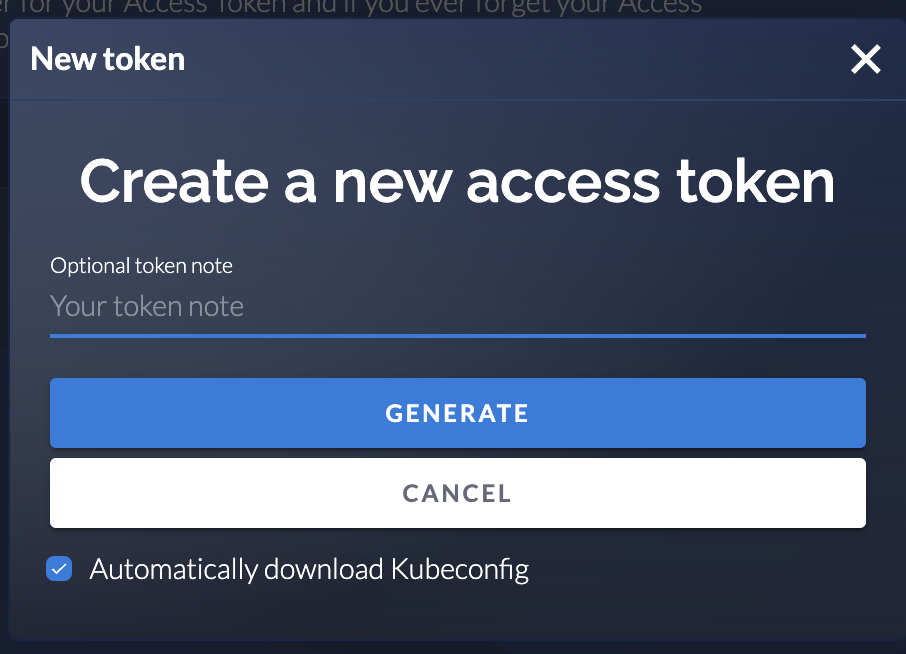 for your Access Token and if you ever forget your Access
New token
Create a new access token
Optional token note
Your token note
GENERATE
CANCEL
Automatically download Kubeconfig